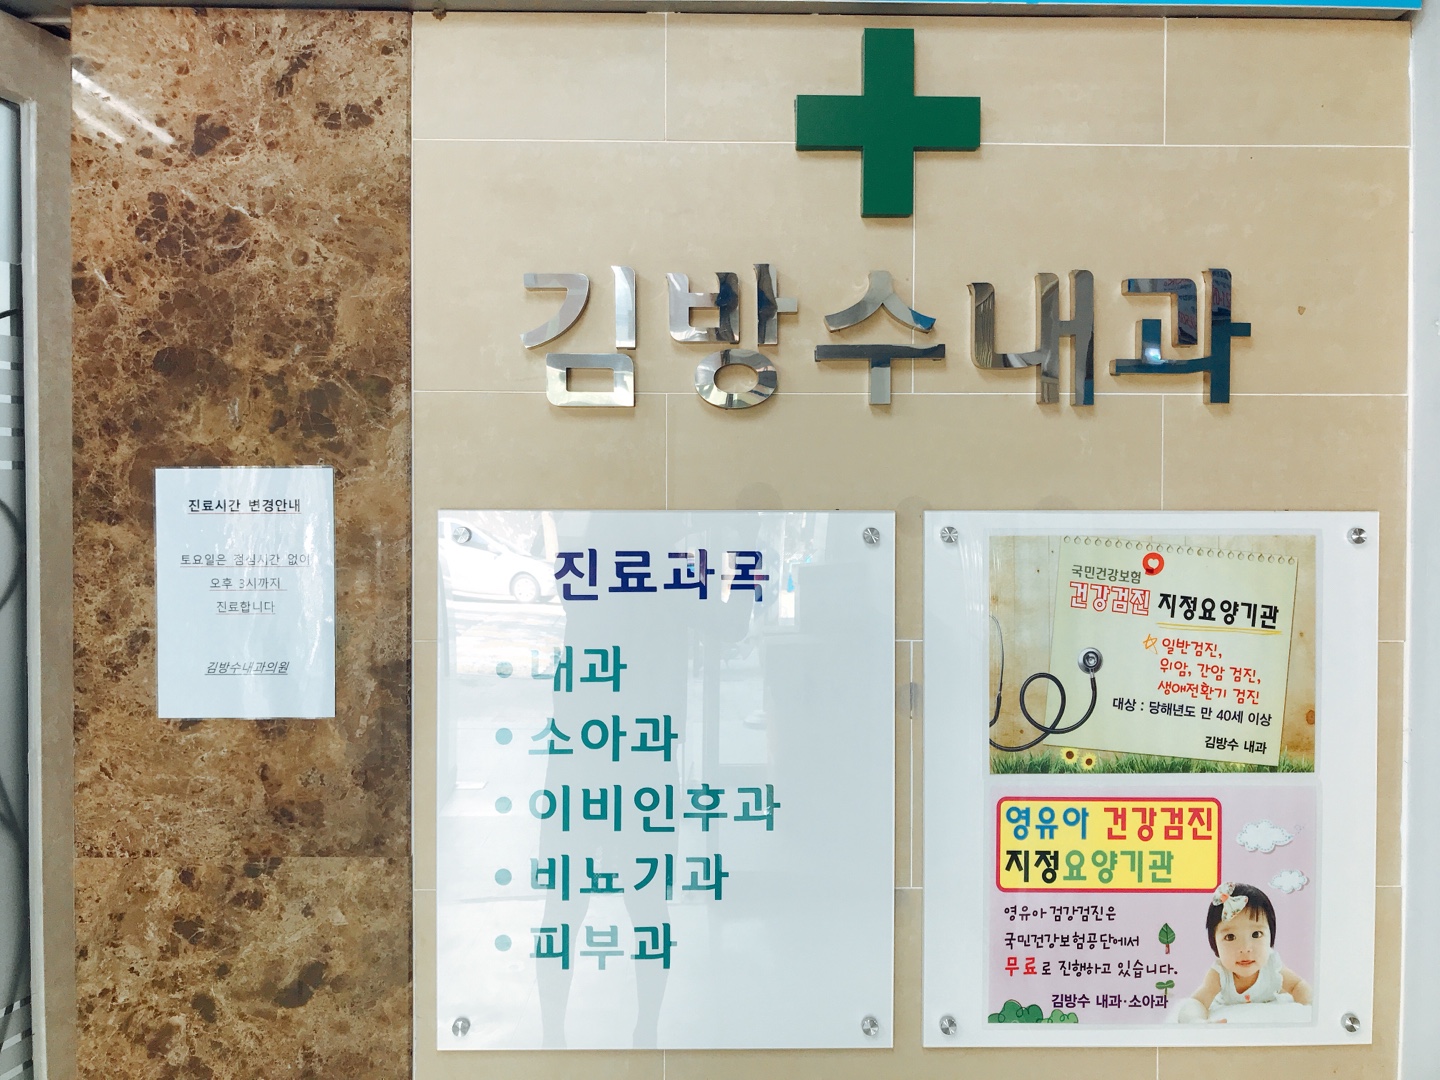 김방수내과
진료시간 변경안내
토요일은 점심시간 없이
오후 3시까지
진료합니다
김방수내과의원
진료과목
• 내과
• 소아과
• 이비인후과
• 비뇨기과
• 피부과
국민건강보험
건강검진 지정요양기관
☆일반검진,
위암, 간암 검진,
생애전환기 검진
대상 : 당해년도 만 40세 이상
김방수 내과
영유아 건강검진
지정요양기관
영유아 검강검진은
국민건강보험공단에서
무료로 진행하고 있습니다.
김방수 내과·소아과